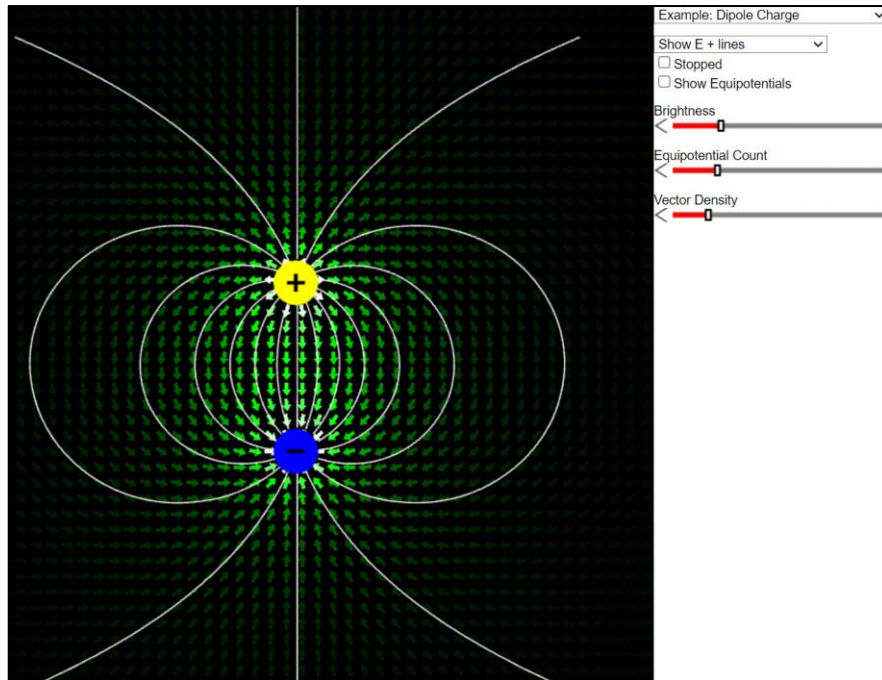 Example: Dipole Charge
Show E + lines
Stopped
Show Equipotentials
Brightness
Equipotential Count
Vector Density
+
−